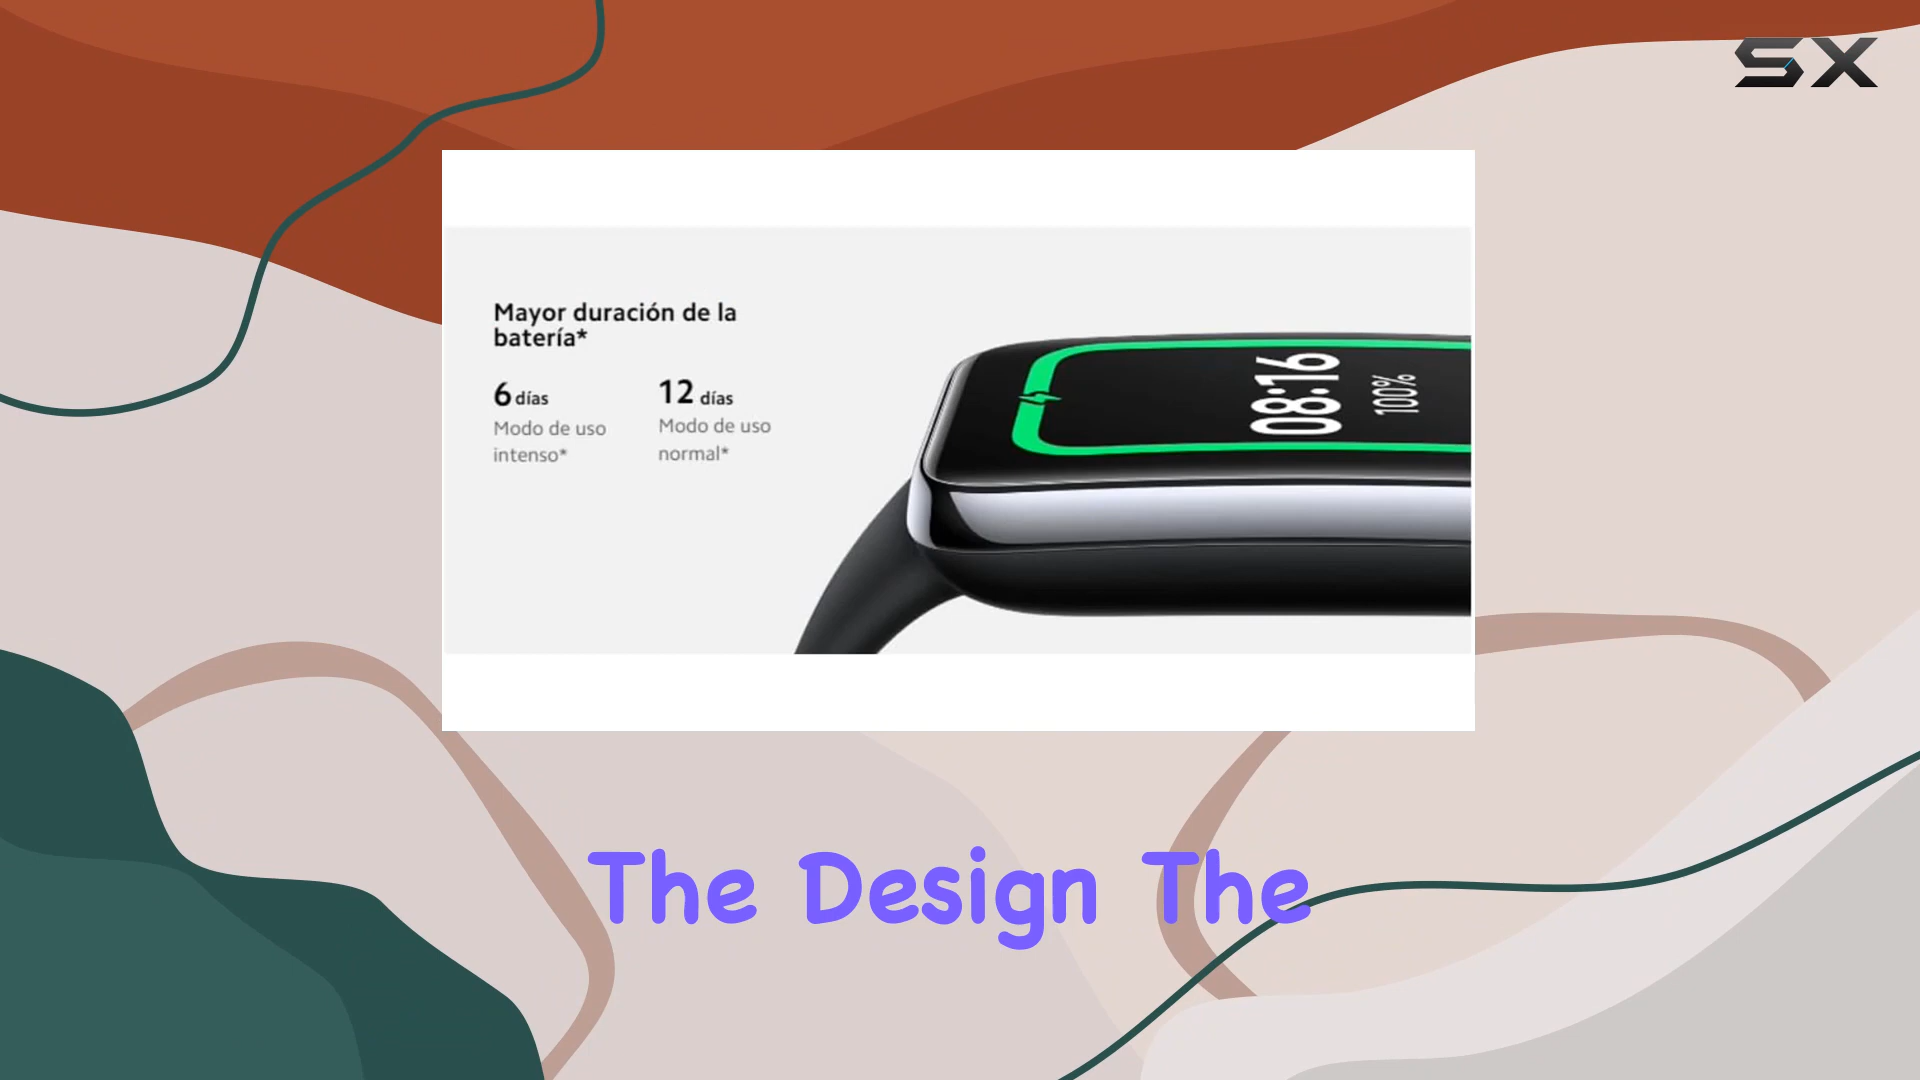 SX
Mayor duración de la
batería*
6 días
12 días
Modo de uso
intenso*
Modo de uso
normal*
08:16
100%
The Design The